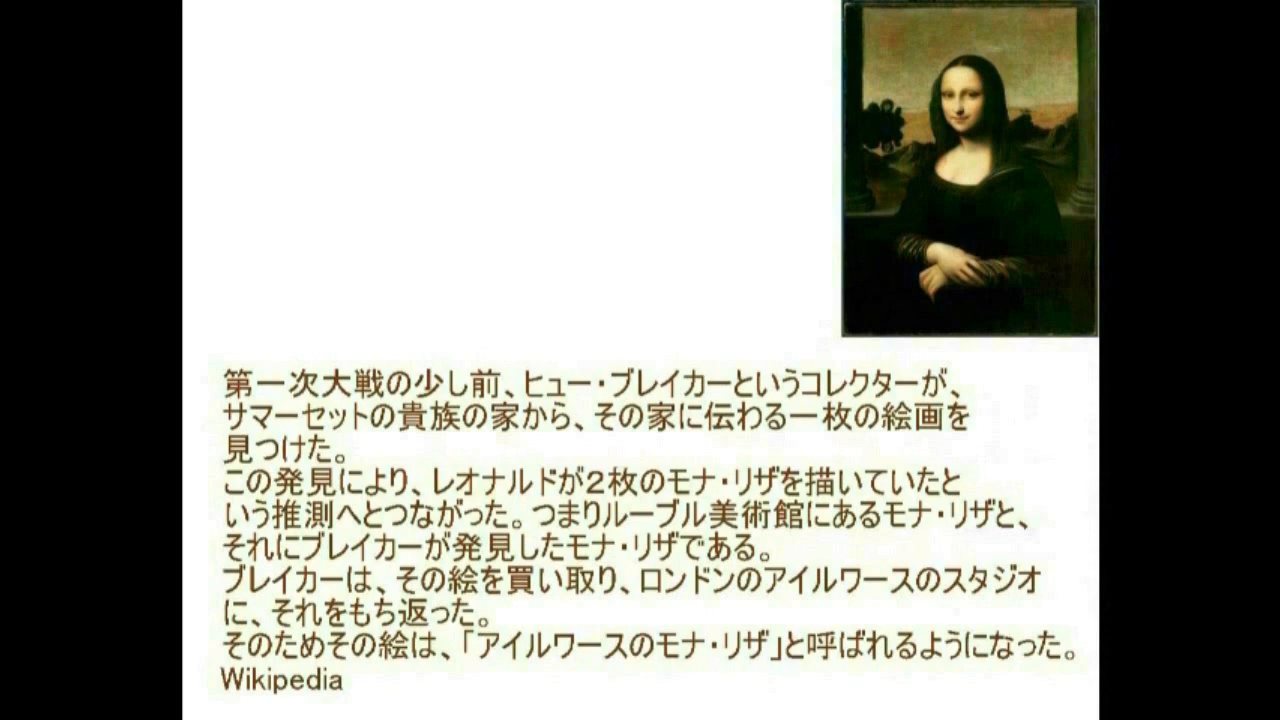 第一次大戦の少し前、ヒュー・ブレイカーというコレクターが、
サマーセットの貴族の家から、その家に伝わる一枚の絵画を
見つけた。
この発見により、レオナルドが２枚のモナ・リザを描いていたと
いう推測へとつながった。つまりルーブル美術館にあるモナ・リザと、
それにブレイカーが発見したモナ・リザである。
ブレイカーは、その絵を買い取り、ロンドンのアイルワースのスタジオ
に、それをもち返った。
そのためその絵は、「アイルワースのモナ・リザ」と呼ばれるようになった。
Wikipedia